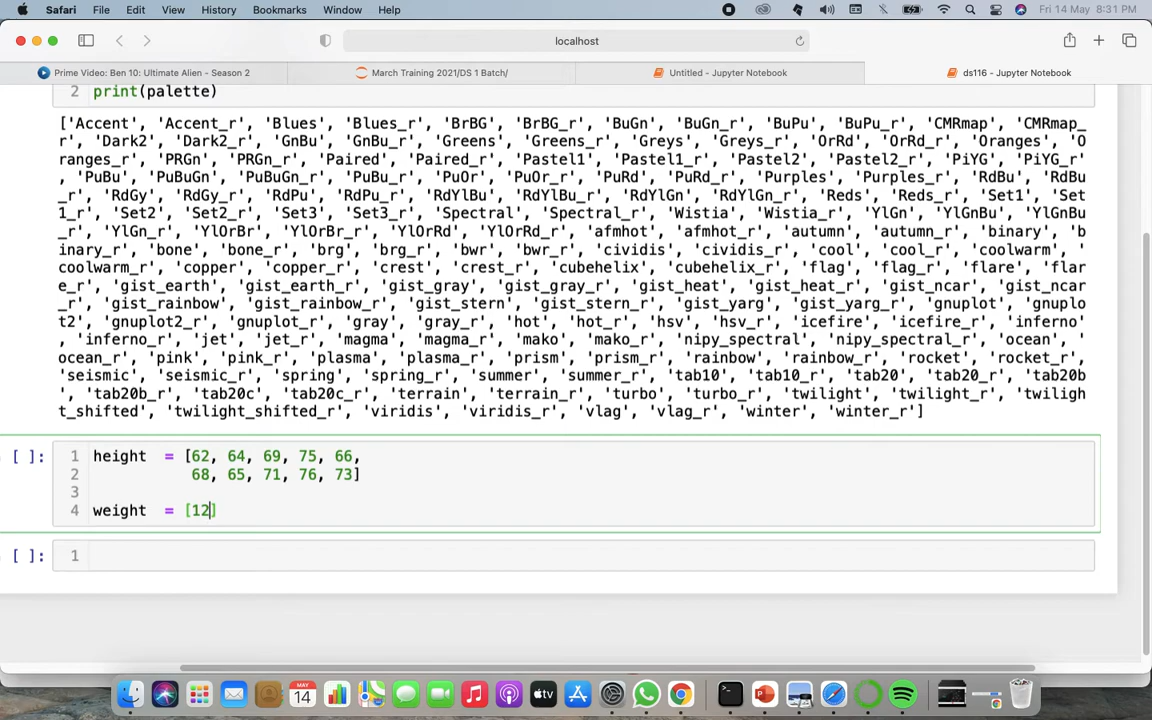 Safari File Edit View History Bookmarks Window Help Fri 14 May 8:31 PM
localhost
Prime Video: Ben 10: Ultimate Alien - Season 2 March Training 2021/DS 1 Batch/ Untitled - Jupyter Notebook ds116 - Jupyter Notebook
2 print(palette)
['Accent', 'Accent_r', 'Blues', 'Blues_r', 'BrBG', 'BrBG_r', 'BuGn', 'BuGn_r', 'BuPu', 'BuPu_r', 'CMRmap', 'CMRmap_
r', 'Dark2', 'Dark2_r', 'GnBu', 'GnBu_r', 'Greens', 'Greens_r', 'Greys', 'Greys_r', 'OrRd', 'OrRd_r', 'Oranges', 'O
ranges_r', 'PRGn', 'PRGn_r', 'Paired', 'Paired_r', 'Pastel1', 'Pastel1_r', 'Pastel2', 'Pastel2_r', 'PiYG', 'PiYG_r'
, 'PuBu', 'PuBuGn', 'PuBuGn_r', 'PuBu_r', 'PuOr', 'PuOr_r', 'PuRd', 'PuRd_r', 'Purples', 'Purples_r', 'RdBu', 'RdBu
_r', 'RdGy', 'RdGy_r', 'RdPu', 'RdPu_r', 'RdYlBu', 'RdYlBu_r', 'RdYlGn', 'RdYlGn_r', 'Reds', 'Reds_r', 'Set1', 'Set
1_r', 'Set2', 'Set2_r', 'Set3', 'Set3_r', 'Spectral', 'Spectral_r', 'Wistia', 'Wistia_r', 'YlGn', 'YlGnBu', 'YlGnBu
_r', 'YlGn_r', 'YlOrBr', 'YlOrBr_r', 'YlOrRd', 'YlOrRd_r', 'afmhot', 'afmhot_r', 'autumn', 'autumn_r', 'binary', 'b
inary_r', 'bone', 'bone_r', 'brg', 'brg_r', 'bwr', 'bwr_r', 'cividis', 'cividis_r', 'cool', 'cool_r', 'coolwarm', '
coolwarm_r', 'copper', 'copper_r', 'crest', 'crest_r', 'cubehelix', 'cubehelix_r', 'flag', 'flag_r', 'flare', 'flar
e_r', 'gist_earth', 'gist_earth_r', 'gist_gray', 'gist_gray_r', 'gist_heat', 'gist_heat_r', 'gist_ncar', 'gist_ncar
_r', 'gist_rainbow', 'gist_rainbow_r', 'gist_stern', 'gist_stern_r', 'gist_yarg', 'gist_yarg_r', 'gnuplot', 'gnuplo
t2', 'gnuplot2_r', 'gnuplot_r', 'gray', 'gray_r', 'hot', 'hot_r', 'hsv', 'hsv_r', 'icefire', 'icefire_r', 'inferno'
, 'inferno_r', 'jet', 'jet_r', 'magma', 'magma_r', 'mako', 'mako_r', 'nipy_spectral', 'nipy_spectral_r', 'ocean', '
ocean_r', 'pink', 'pink_r', 'plasma', 'plasma_r', 'prism', 'prism_r', 'rainbow', 'rainbow_r', 'rocket', 'rocket_r',
'seismic', 'seismic_r', 'spring', 'spring_r', 'summer', 'summer_r', 'tab10', 'tab10_r', 'tab20', 'tab20_r', 'tab20b
', 'tab20b_r', 'tab20c', 'tab20c_r', 'terrain', 'terrain_r', 'turbo', 'turbo_r', 'twilight', 'twilight_r', 'twiligh
t_shifted', 'twilight_shifted_r', 'viridis', 'viridis_r', 'vlag', 'vlag_r', 'winter', 'winter_r']
[ ]: 1 height = [62, 64, 69, 75, 66,
2 68, 65, 71, 76, 73]
3
4 weight = [12]
[ ]: 1
MAY
14
tv